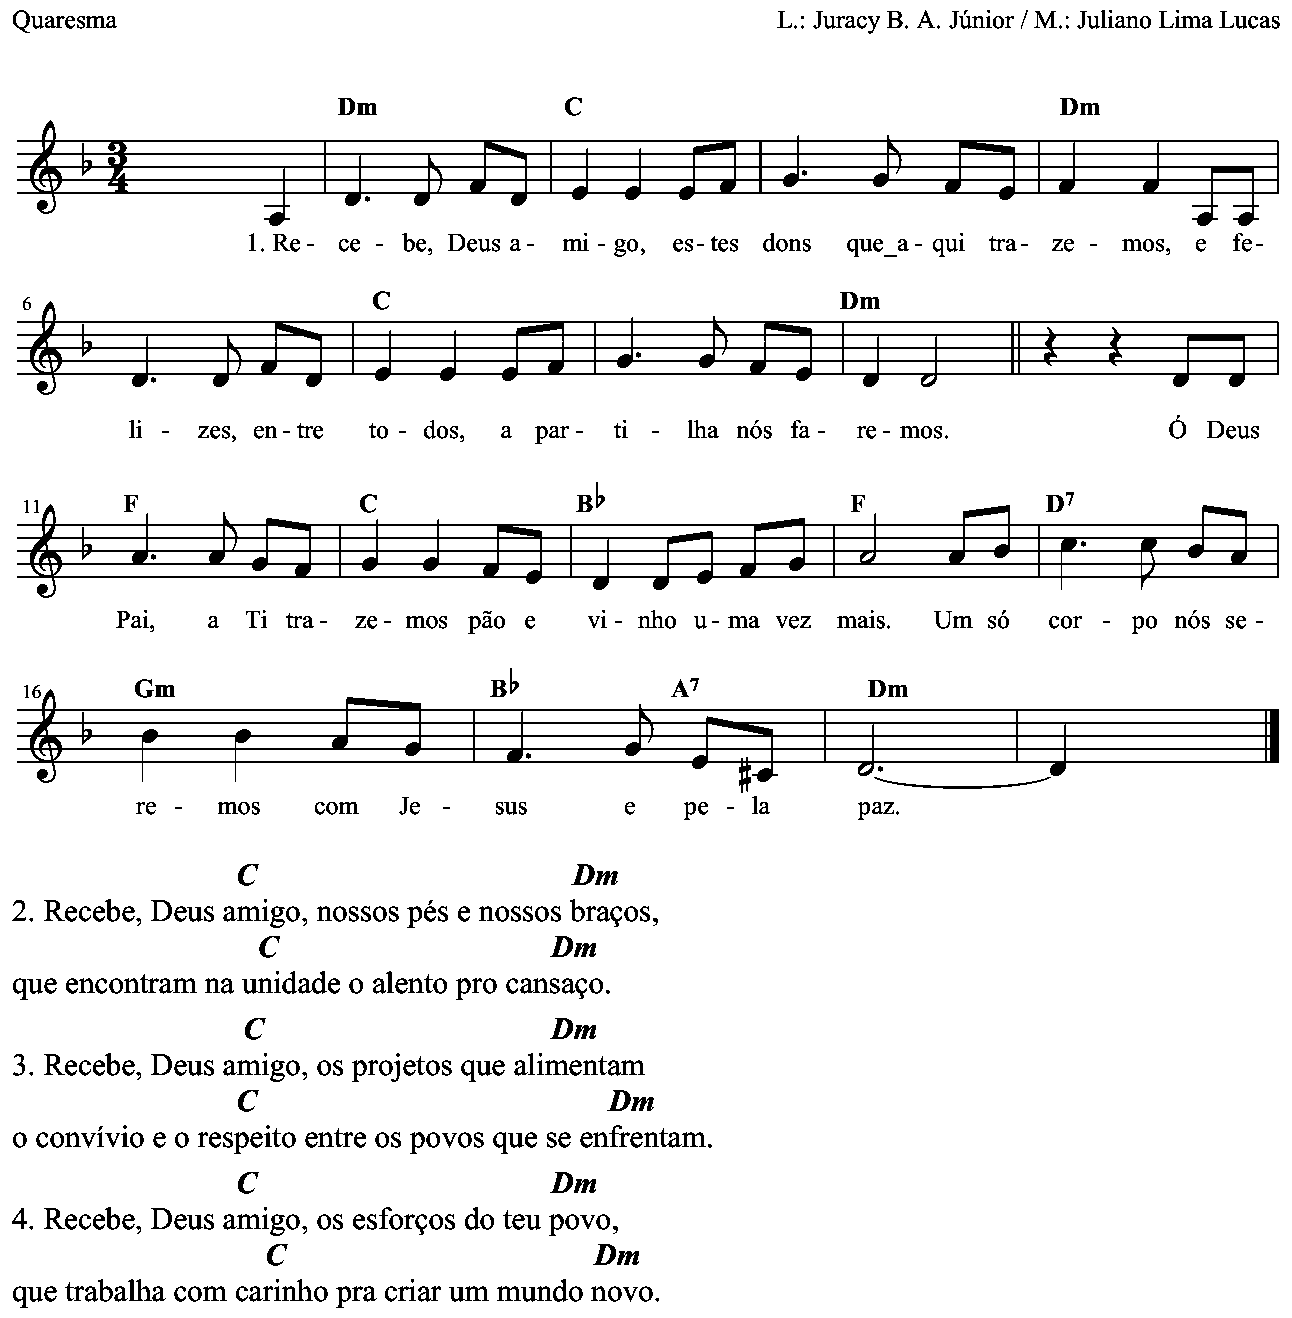 Quaresma L.: Juracy B. A. Júnior / M.: Juliano Lima Lucas
Dm C Dm
3
4
1. Re - ce - be, Deus a - mi - go, es - tes dons que_a - qui tra - ze - mos, e fe -
6 C Dm
li - zes, en - tre to - dos, a par - ti - lha nós fa - re - mos. Ó Deus
11 F C B♭ F D7
Pai, a Ti tra - ze - mos pão e vi - nho u - ma vez mais. Um só cor - po nós se -
16 Gm B♭ A7 Dm
re - mos com Je - sus e pe - la paz.
C Dm
2. Recebe, Deus amigo, nossos pés e nossos braços,
C Dm
que encontram na unidade o alento pro cansaço.
C Dm
3. Recebe, Deus amigo, os projetos que alimentam
C Dm
o convívio e o respeito entre os povos que se enfrentam.
C Dm
4. Recebe, Deus amigo, os esforços do teu povo,
C Dm
que trabalha com carinho pra criar um mundo novo.